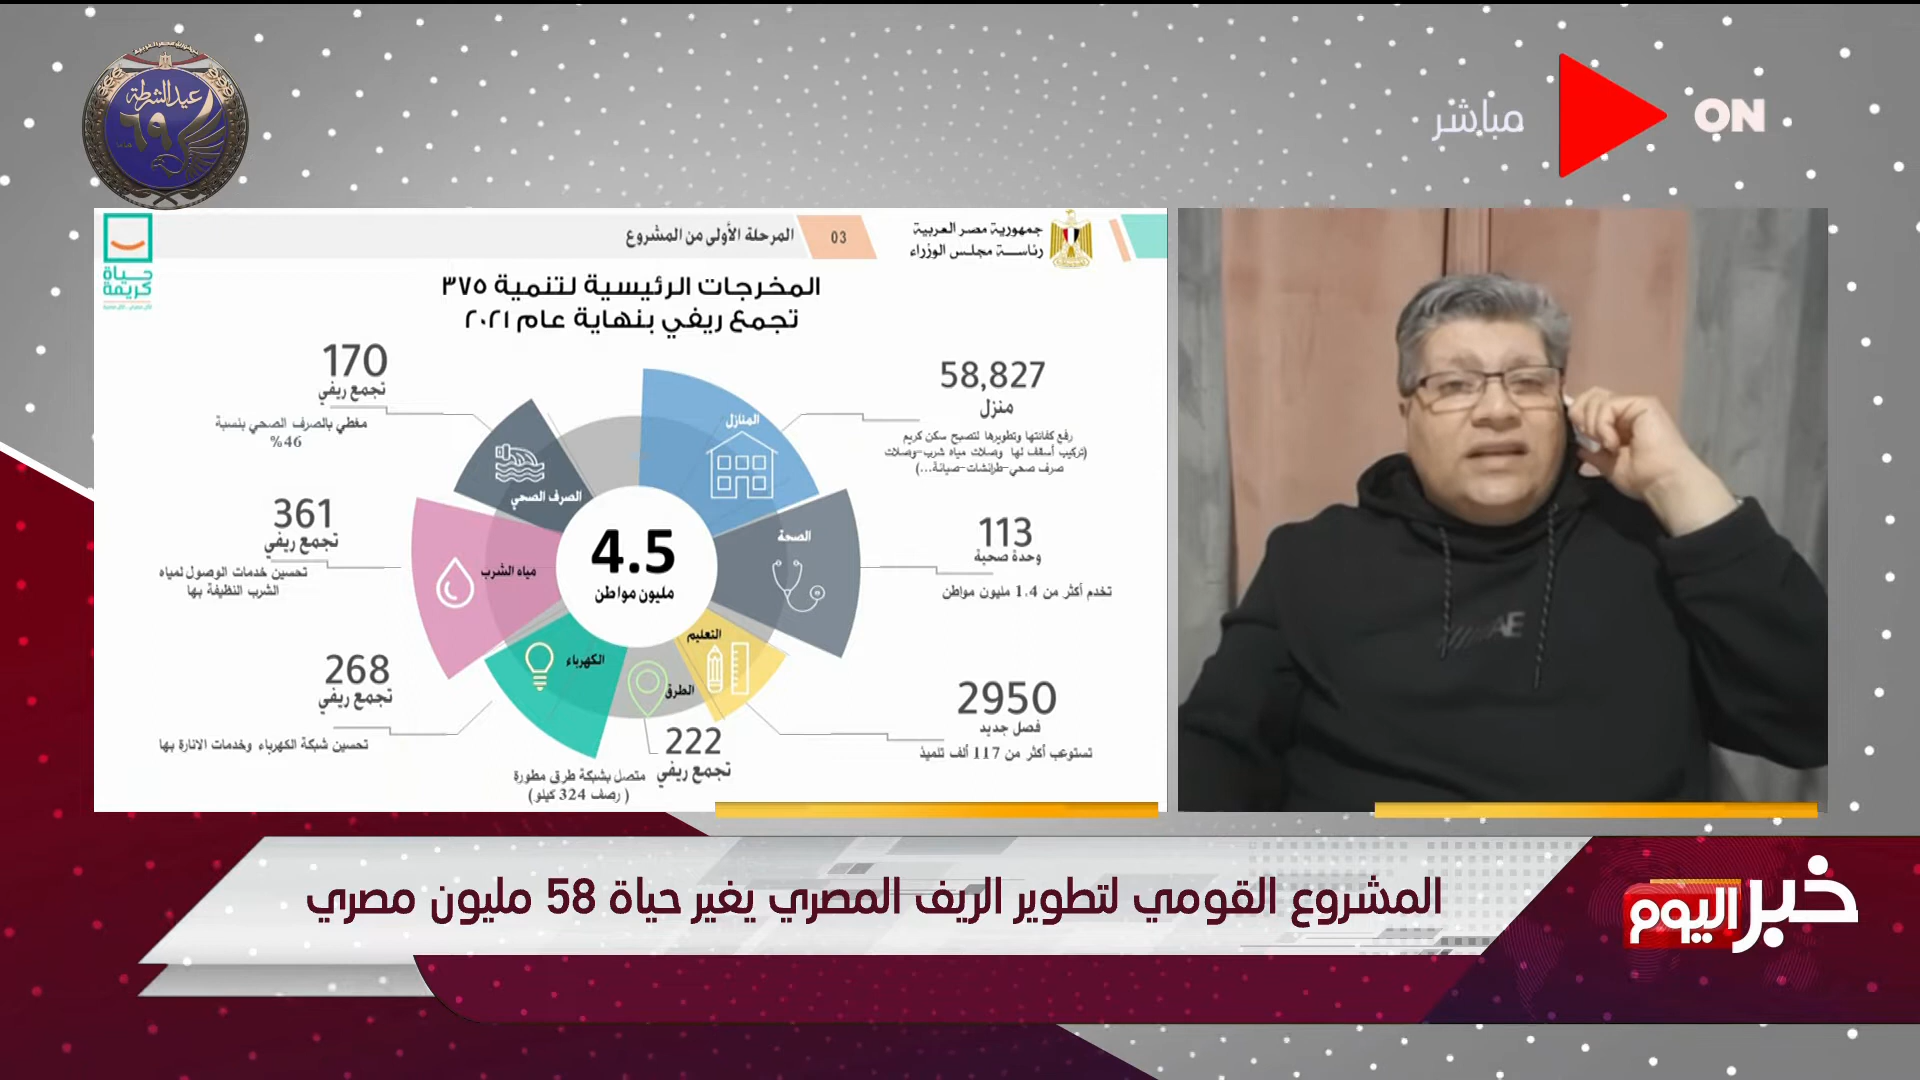 عيد الشرطة
٦٩
مباشر
ON
حياة
كريمة
المرحلة الأولى من المشروع
03
جمهورية مصر العربية
رئاسة مجلس الوزراء
المخرجات الرئيسية لتنمية ٣٧٥
تجمع ريفي بنهاية عام ٢٠٢١
58,827
منزل
رفع كفائتها وتطويرها لتصبح سكن كريم
(تركيب أسقف لها وصلات مياه شرب-وصلات
صرف صحي-طرانشات-صيانة...)
113
وحدة صحية
تخدم أكثر من 1.4 مليون مواطن
2950
فصل جديد
تستوعب أكثر من 117 ألف تلميذ
222
تجمع ريفي
متصل بشبكة طرق مطورة
( رصف 324 كيلو)
170
تجمع ريفي
مغطي بالصرف الصحي بنسبة
46%
361
تجمع ريفي
تحسين خدمات الوصول لمياه
الشرب النظيفة بها
268
تجمع ريفي
تحسين شبكة الكهرباء وخدمات الانارة بها
المنازل
الصحة
التعليم
الطرق
الكهرباء
مياه الشرب
الصرف الصحي
4.5
مليون مواطن
AE
المشروع القومي لتطوير الريف المصري يغير حياة 58 مليون مصري
خبر اليوم